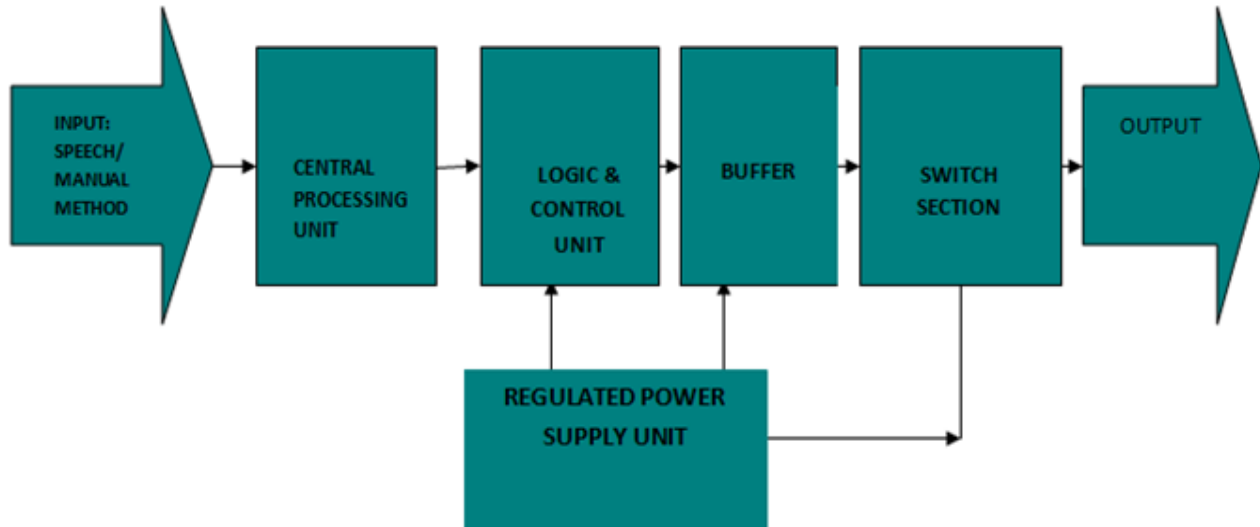 INPUT:
SPEECH/
MANUAL
METHOD
CENTRAL
PROCESSING
UNIT
LOGIC &
CONTROL
UNIT
BUFFER
SWITCH
SECTION
OUTPUT
REGULATED POWER
SUPPLY UNIT